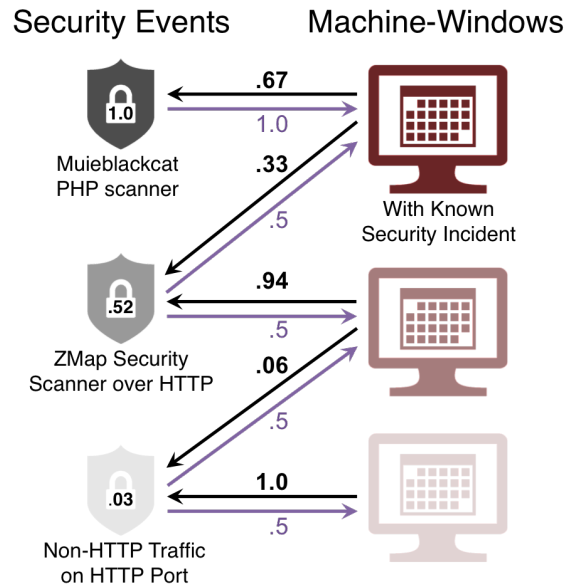 Security Events
Machine-Windows
.67
1.0
1.0
Muieblackcat
PHP scanner
.33
.5
With Known
Security Incident
.94
.52
.5
ZMap Security
Scanner over HTTP
.06
.5
1.0
.03
.5
Non-HTTP Traffic
on HTTP Port